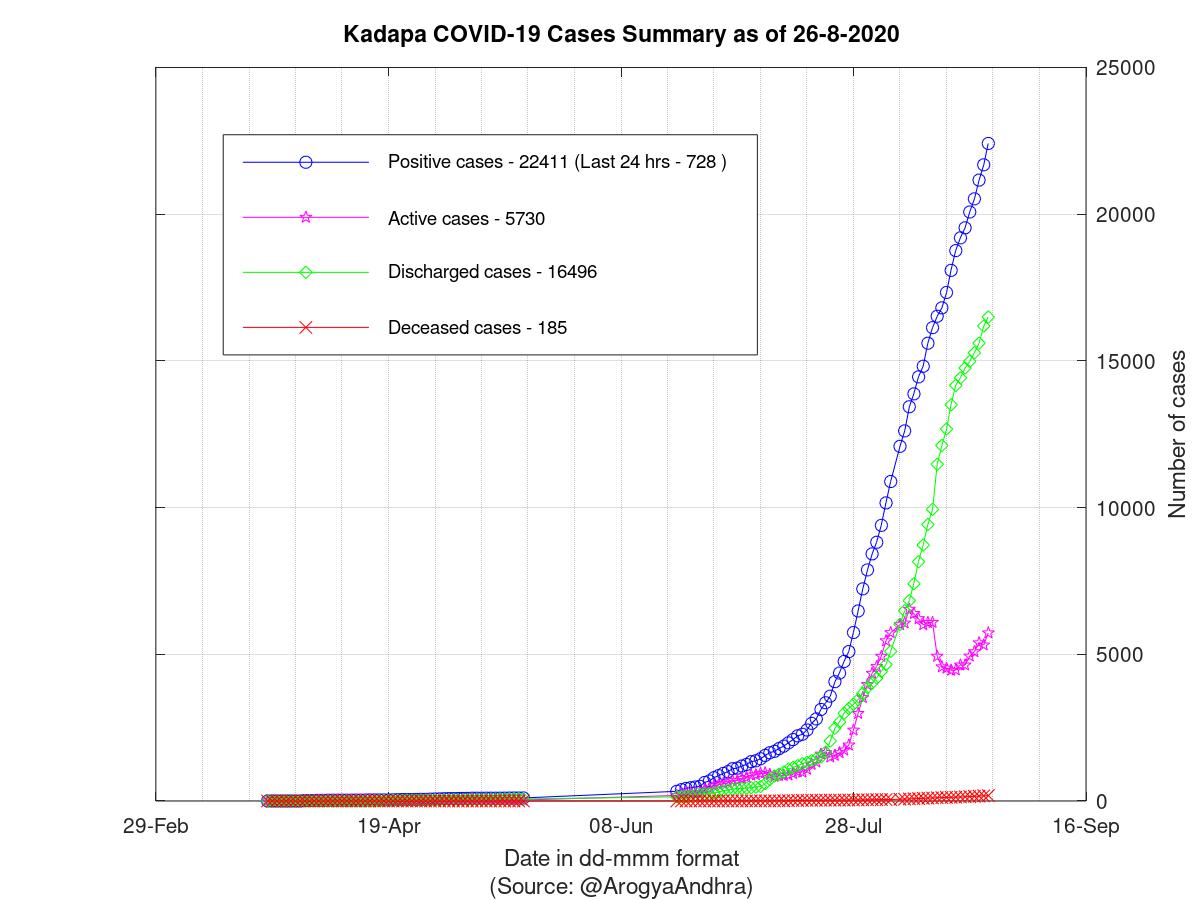 Kadapa COVID-19 Cases Summary as of 26-8-2020
25000
Positive cases - 22411 (Last 24 hrs - 728 )
Active cases - 5730
20000
Discharged cases - 16496
Deceased cases - 185
15000
Number of cases
10000
5000
0
29-Feb 19-Apr 08-Jun 28-Jul 16-Sep
Date in dd-mmm format
(Source: @ArogyaAndhra)